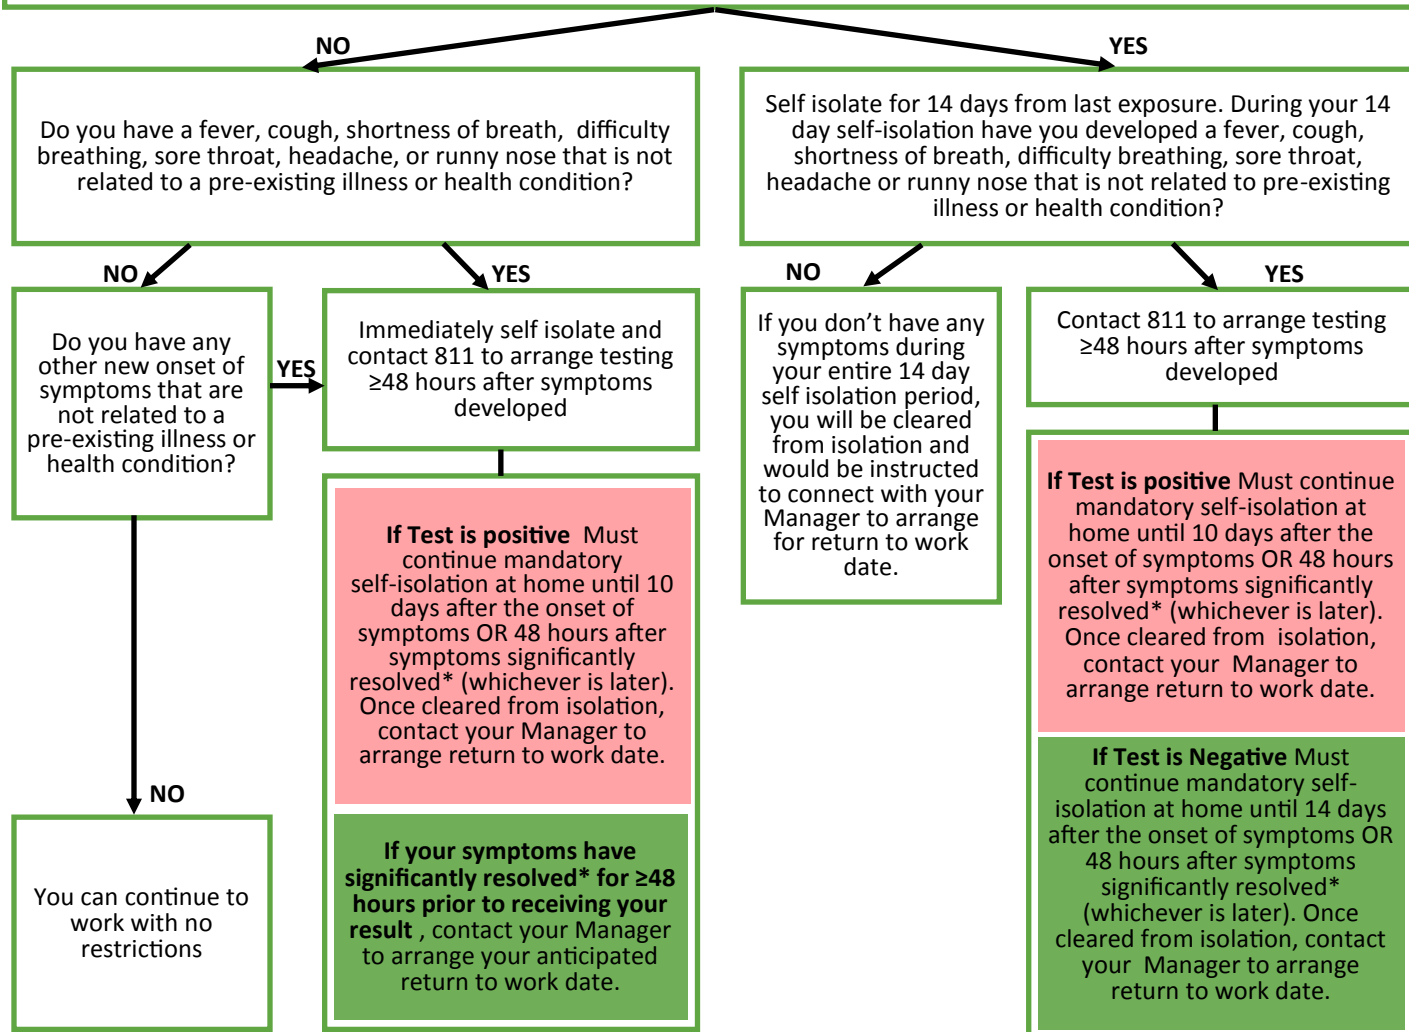 NO
YES
Do you have a fever, cough, shortness of breath, difficulty
breathing, sore throat, headache, or runny nose that is not
related to a pre-existing illness or health condition?
Self isolate for 14 days from last exposure. During your 14
day self-isolation have you developed a fever, cough,
shortness of breath, difficulty breathing, sore throat,
headache or runny nose that is not related to pre-existing
illness or health condition?
NO
YES
NO
YES
Do you have any
other new onset of
symptoms that are
not related to a
pre-existing illness or
health condition?
YES
Immediately self isolate and
contact 811 to arrange testing
≥48 hours after symptoms
developed
If you don't have any
symptoms during
your entire 14 day
self isolation period,
you will be cleared
from isolation and
would be instructed
to connect with your
Manager to arrange
for return to work
date.
Contact 811 to arrange testing
≥48 hours after symptoms
developed
If Test is positive Must
continue mandatory
self-isolation at home until 10
days after the onset of
symptoms OR 48 hours after
symptoms significantly
resolved* (whichever is later).
Once cleared from isolation,
contact your Manager to
arrange return to work date.
If Test is positive Must continue
mandatory self-isolation at
home until 10 days after the
onset of symptoms OR 48 hours
after symptoms significantly
resolved* (whichever is later).
Once cleared from isolation,
contact your Manager to
arrange return to work date.
NO
You can continue to
work with no
restrictions
If your symptoms have
significantly resolved* for ≥48
hours prior to receiving your
result , contact your Manager
to arrange your anticipated
return to work date.
If Test is Negative Must
continue mandatory self-
isolation at home until 14 days
after the onset of symptoms OR
48 hours after symptoms
significantly resolved*
(whichever is later). Once
cleared from isolation, contact
your Manager to arrange
return to work date.